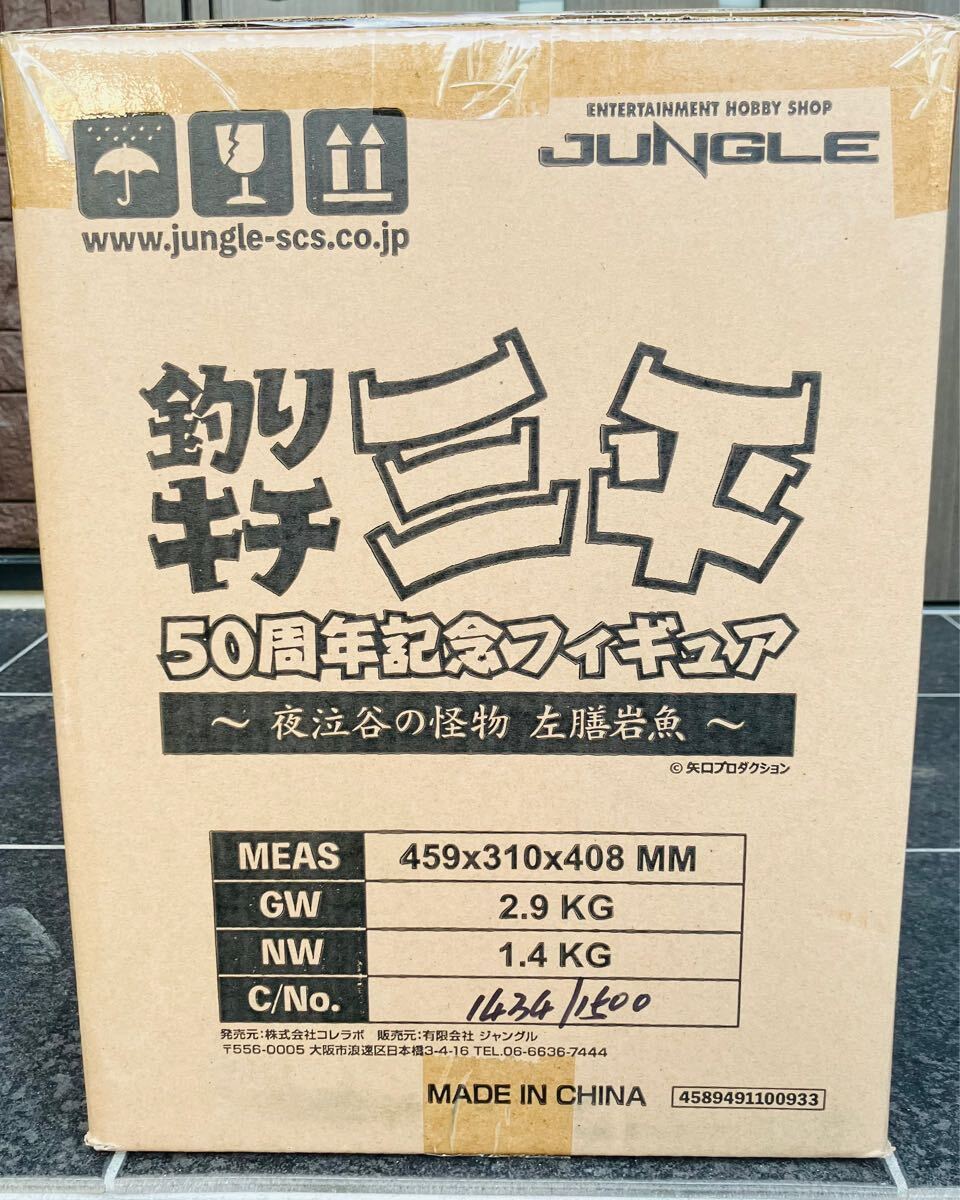 ENTERTAINMENT HOBBY SHOP
JUNGLE
www.jungle-scs.co.jp
釣り
キチ
三平
50周年記念フィギュア
～ 夜泣谷の怪物 左膳岩魚 ～
© 矢口プロダクション
MEAS 459x310x408 MM
GW 2.9 KG
NW 1.4 KG
C/No. 1434/1500
発売元:株式会社コレラボ 販売元:有限会社 ジャングル
〒556-0005 大阪市浪速区日本橋3-4-16 TEL.06-6636-7444
MADE IN CHINA 4589491100933